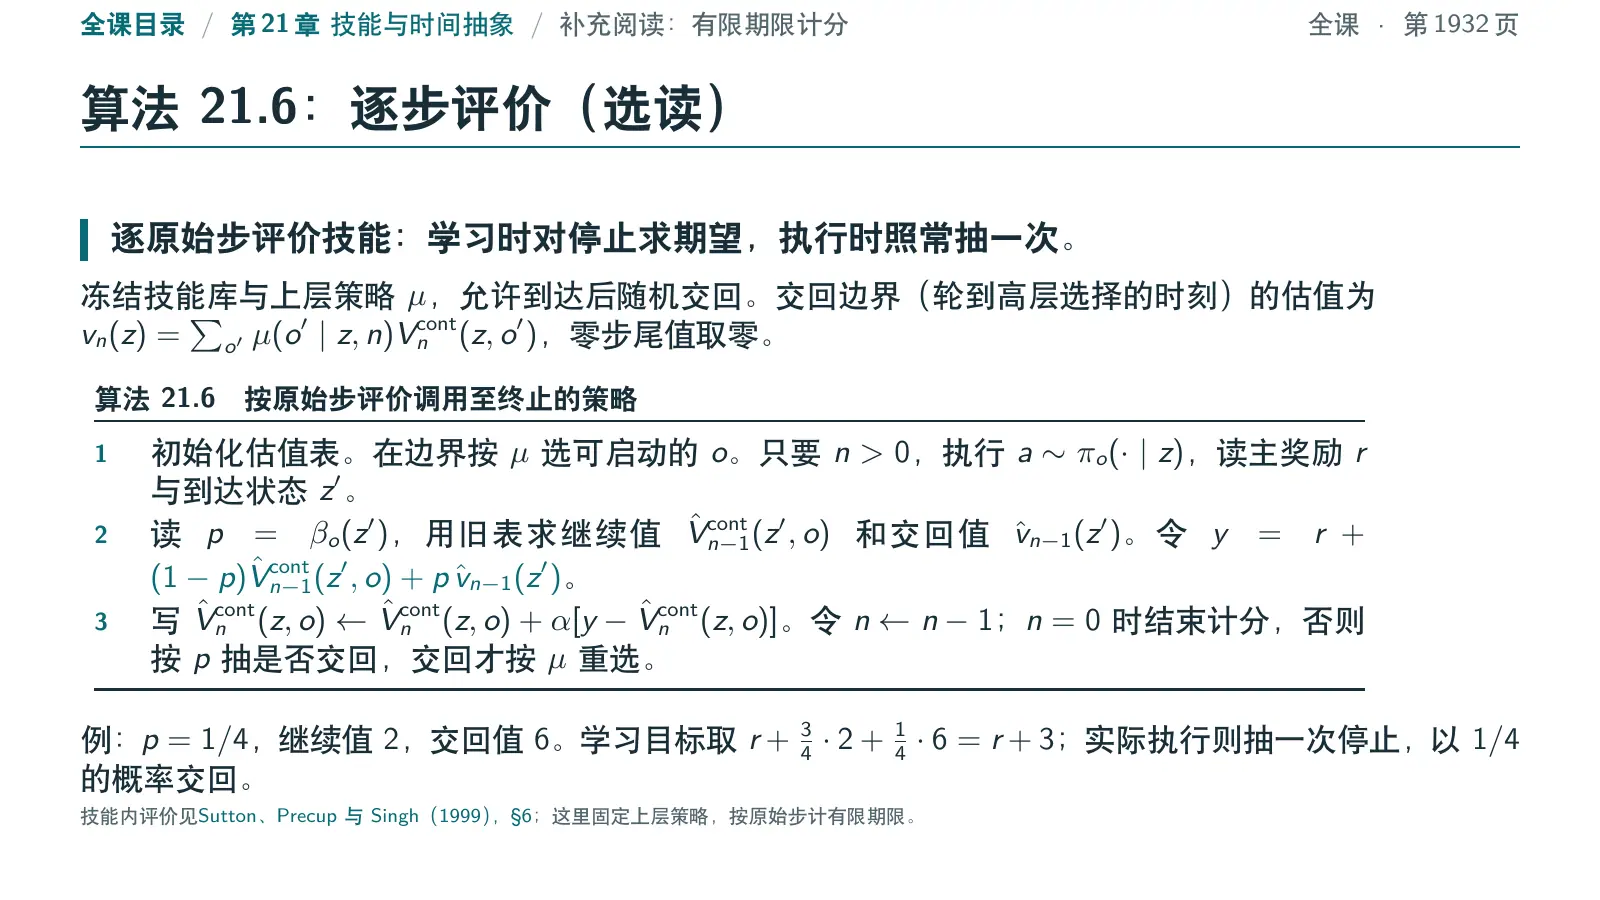 全课目录 / 第 21 章 技能与时间抽象 / 补充阅读：有限期限计分
全课 · 第 1932 页
算法 21.6：逐步评价（选读）
逐原始步评价技能：学习时对停止求期望，执行时照常抽一次。
冻结技能库与上层策略 μ，允许到达后随机交回。交回边界（轮到高层选择的时刻）的估值为
vₙ(z) = ∑_{o′} μ(o′ | z, n)V_n^{cont}(z, o′)，零步尾值取零。
算法 21.6 按原始步评价调用至终止的策略
1 初始化估值表。在边界按 μ 选可启动的 o。只要 n > 0，执行 a ∼ π_o(· | z)，读主奖励 r
与到达状态 z′。
2 读 p = β_o(z′)，用旧表求继续值 V̂_{n−1}^{cont}(z′, o) 和交回值 v̂_{n−1}(z′)。令 y = r +
(1 − p)V̂_{n−1}^{cont}(z′, o) + p v̂_{n−1}(z′)。
3 写 V̂_n^{cont}(z, o) ← V̂_n^{cont}(z, o) + α[y − V̂_n^{cont}(z, o)]。令 n ← n − 1；n = 0 时结束计分，否则
按 p 抽是否交回，交回才按 μ 重选。
例：p = 1/4，继续值 2，交回值 6。学习目标取 r + 3/4 · 2 + 1/4 · 6 = r + 3；实际执行则抽一次停止，以 1/4
的概率交回。
技能内评价见Sutton、Precup 与 Singh（1999），§6；这里固定上层策略，按原始步计有限期限。